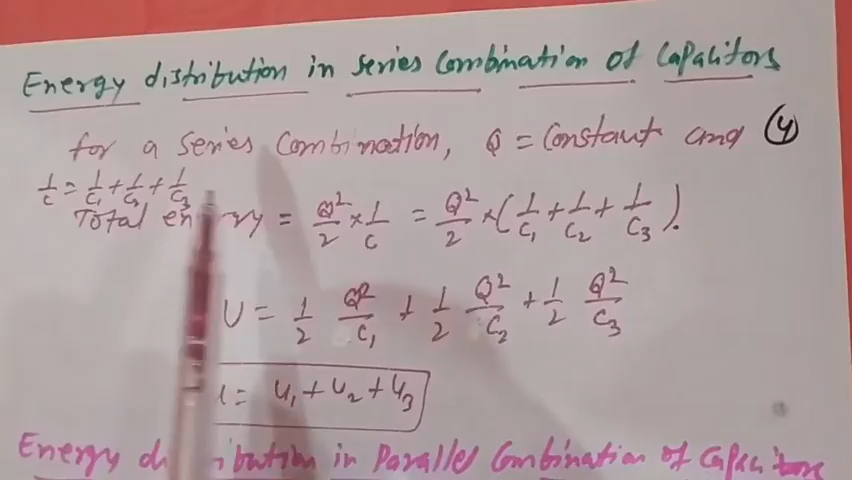 Energy distribution in series Combination of Capacitors
for a series Combination, Q = Constant and (4)
1/C = 1/C₁ + 1/C₂ + 1/C₃
Total energy = Q²/2 × 1/C = Q²/2 × (1/C₁ + 1/C₂ + 1/C₃).
U = 1/2 Q²/C₁ + 1/2 Q²/C₂ + 1/2 Q²/C₃
= U₁ + U₂ + U₃
Energy distribution in Parallel Combination of Capacitors